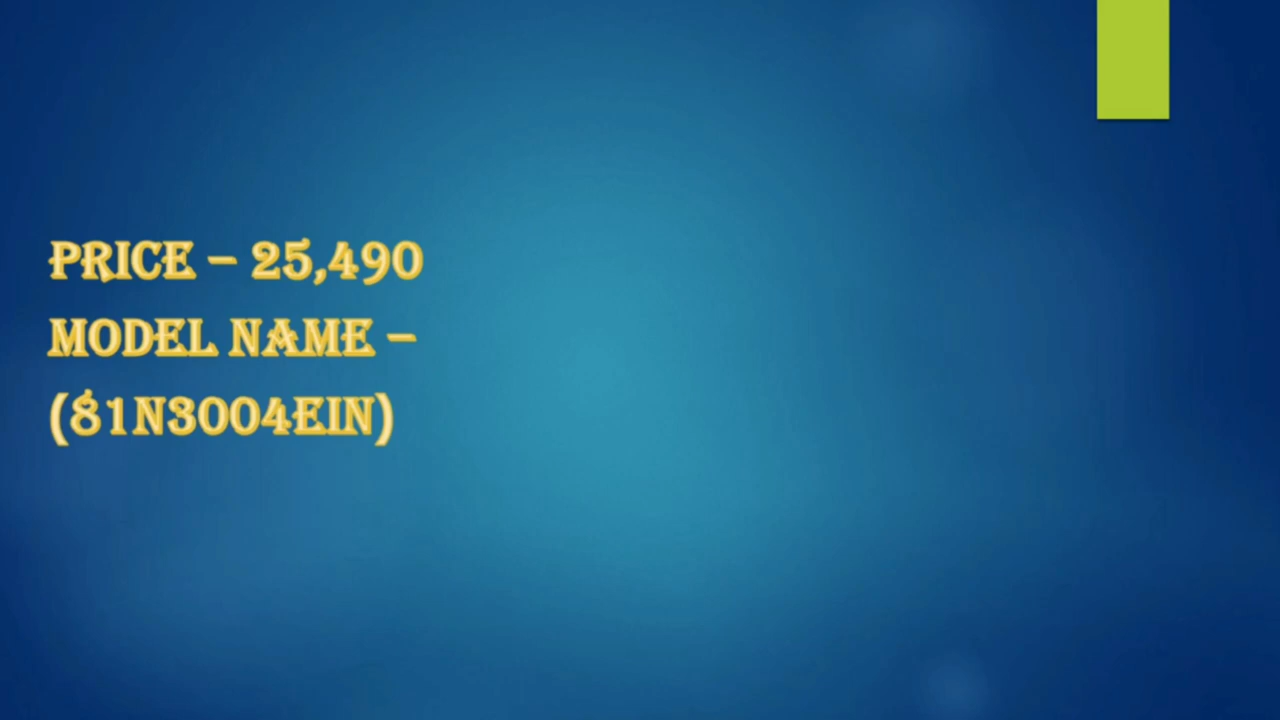 PRICE – 25,490
MODEL NAME –
(81N3004EIN)